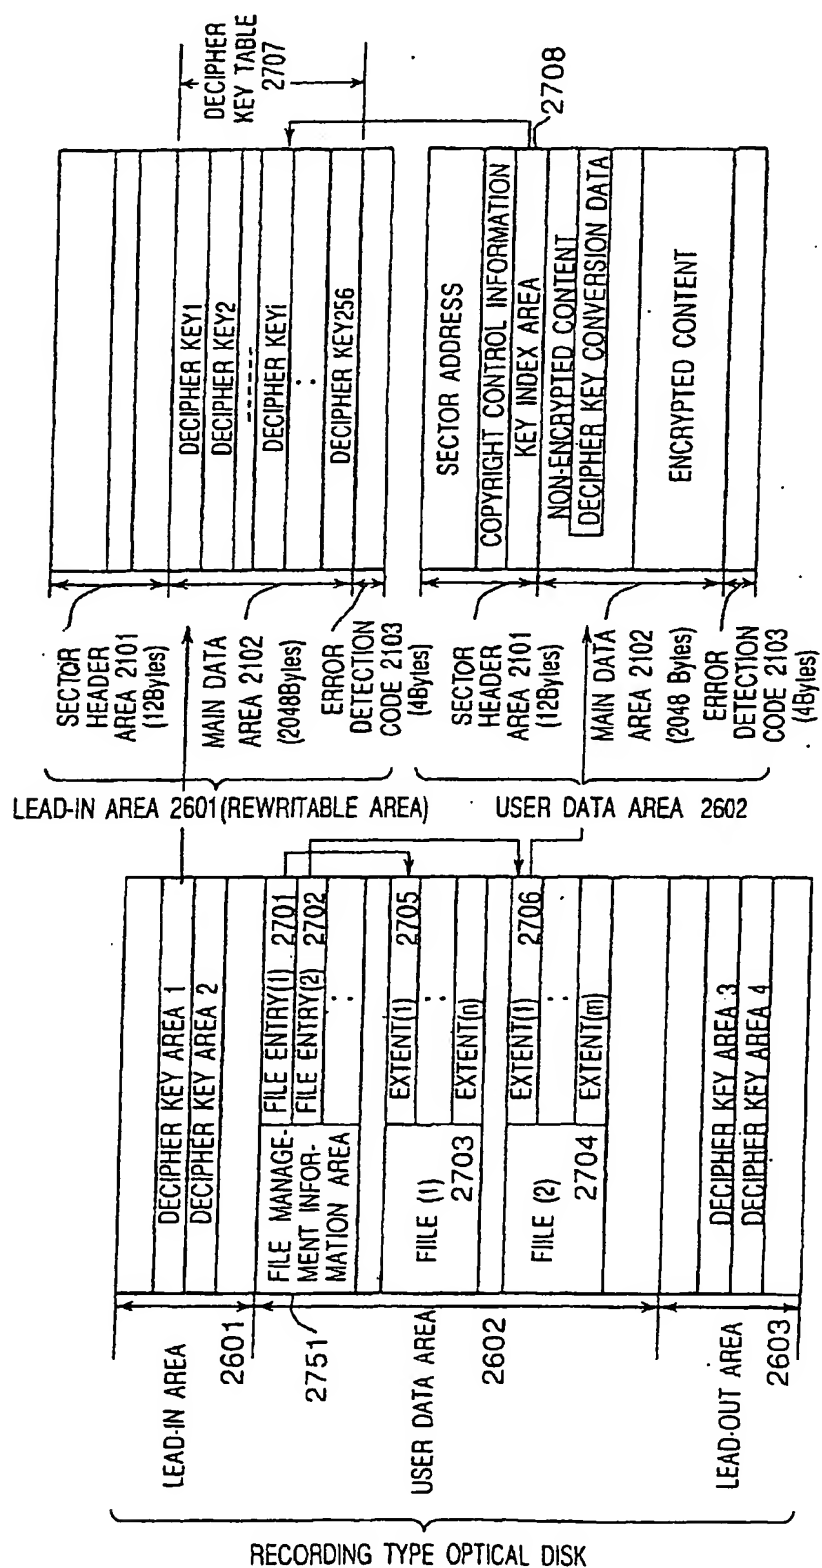 RECORDING TYPE OPTICAL DISK
LEAD-IN AREA
2601
USER DATA AREA
2602
LEAD-OUT AREA
2603
2751
DECIPHER KEY AREA 1
DECIPHER KEY AREA 2
FILE MANAGE-
MENT INFOR-
MATION AREA
FILE ENTRY(1) 2701
FILE ENTRY(2) 2702
FIILE (1)
2703
EXTENT(1) 2705
EXTENT(n)
FIILE (2)
2704
EXTENT(1) 2706
EXTENT(m)
DECIPHER KEY AREA 3
DECIPHER KEY AREA 4
LEAD-IN AREA 2601(REWRITABLE AREA)
SECTOR
HEADER
AREA 2101
(12Bytes)
MAIN DATA
AREA 2102
(2048Bytes)
ERROR
DETECTION
CODE 2103
(4Bytes)
DECIPHER KEY1
DECIPHER KEY2
DECIPHER KEYi
DECIPHER KEY256
DECIPHER
KEY TABLE
2707
USER DATA AREA 2602
SECTOR
HEADER
AREA 2101
(12Bytes)
MAIN DATA
AREA 2102
(2048 Bytes)
ERROR
DETECTION
CODE 2103
(4Bytes)
SECTOR ADDRESS
COPYRIGHT CONTROL INFORMATION
KEY INDEX AREA
NON-ENCRYPTED CONTENT
DECIPHER KEY CONVERSION DATA
ENCRYPTED CONTENT
2708